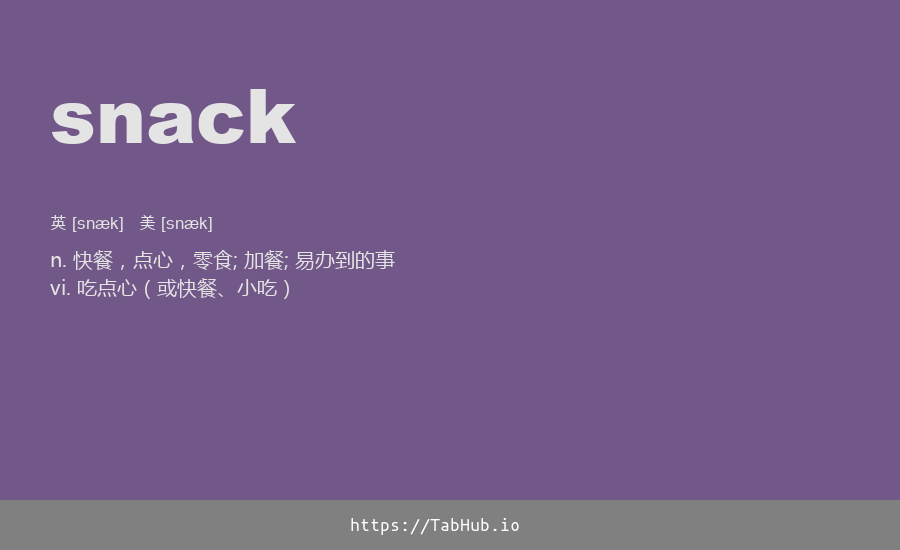 snack
英 [snæk] 美 [snæk]
n. 快餐，点心，零食; 加餐; 易办到的事
vi. 吃点心（或快餐、小吃）
https://TabHub.io